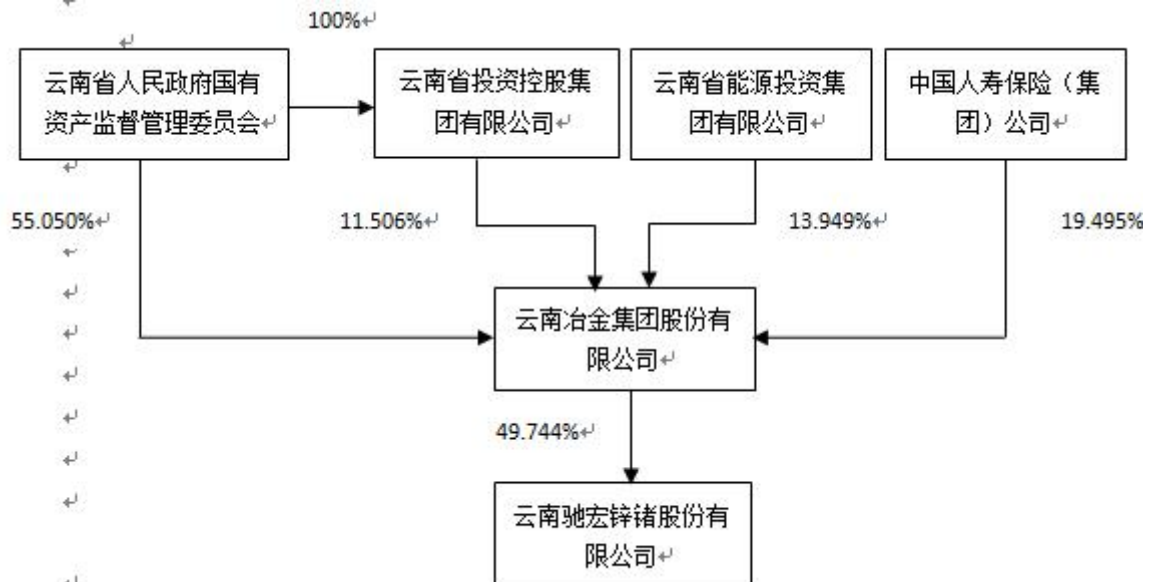 100%
云南省人民政府国有
资产监督管理委员会
云南省投资控股集
团有限公司
云南省能源投资集
团有限公司
中国人寿保险（集
团）公司
55.050%
11.506%
13.949%
19.495%
云南冶金集团股份有
限公司
49.744%
云南驰宏锌锗股份有
限公司